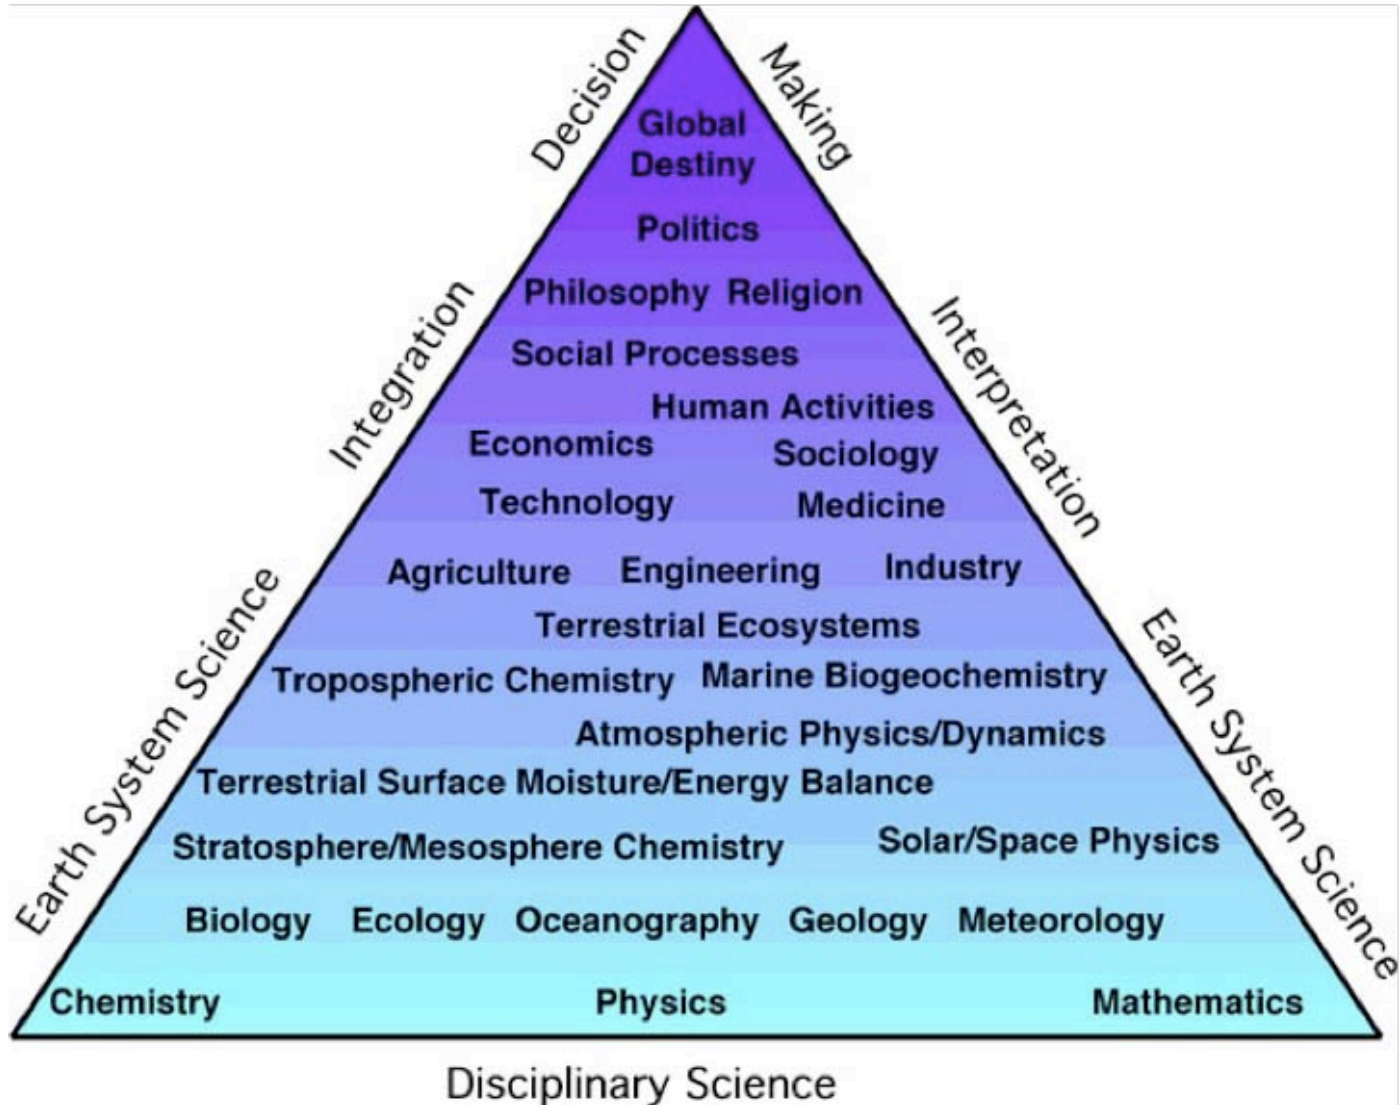 Decision
Making
Global
Destiny
Politics
Philosophy Religion
Integration
Interpretation
Social Processes
Human Activities
Economics
Sociology
Technology
Medicine
Agriculture Engineering Industry
Earth System Science
Earth System Science
Terrestrial Ecosystems
Tropospheric Chemistry Marine Biogeochemistry
Atmospheric Physics/Dynamics
Terrestrial Surface Moisture/Energy Balance
Stratosphere/Mesosphere Chemistry Solar/Space Physics
Biology Ecology Oceanography Geology Meteorology
Chemistry Physics Mathematics
Disciplinary Science